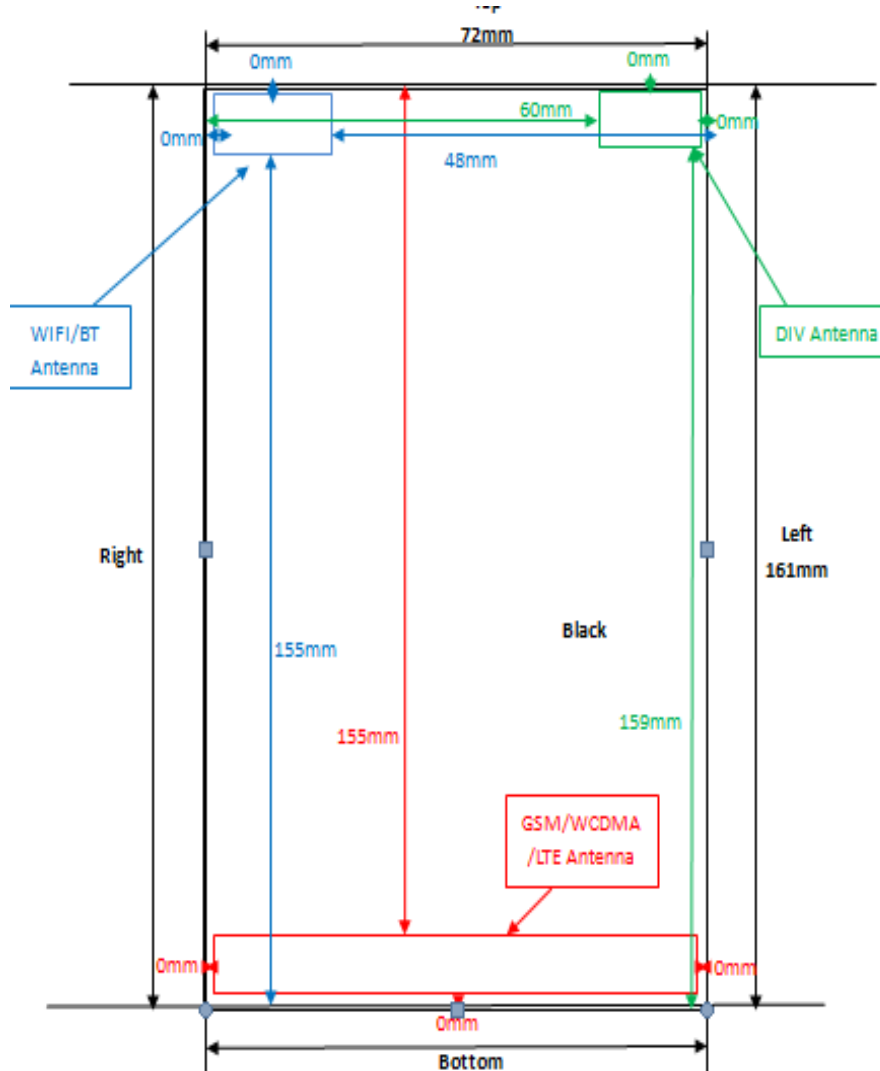 72mm
0mm
0mm
60mm
0mm
0mm
48mm
WIFI/BT
Antenna
DIV Antenna
Right
Left
161mm
Black
155mm
159mm
155mm
GSM/WCDMA
/LTE Antenna
0mm
0mm
0mm
Bottom